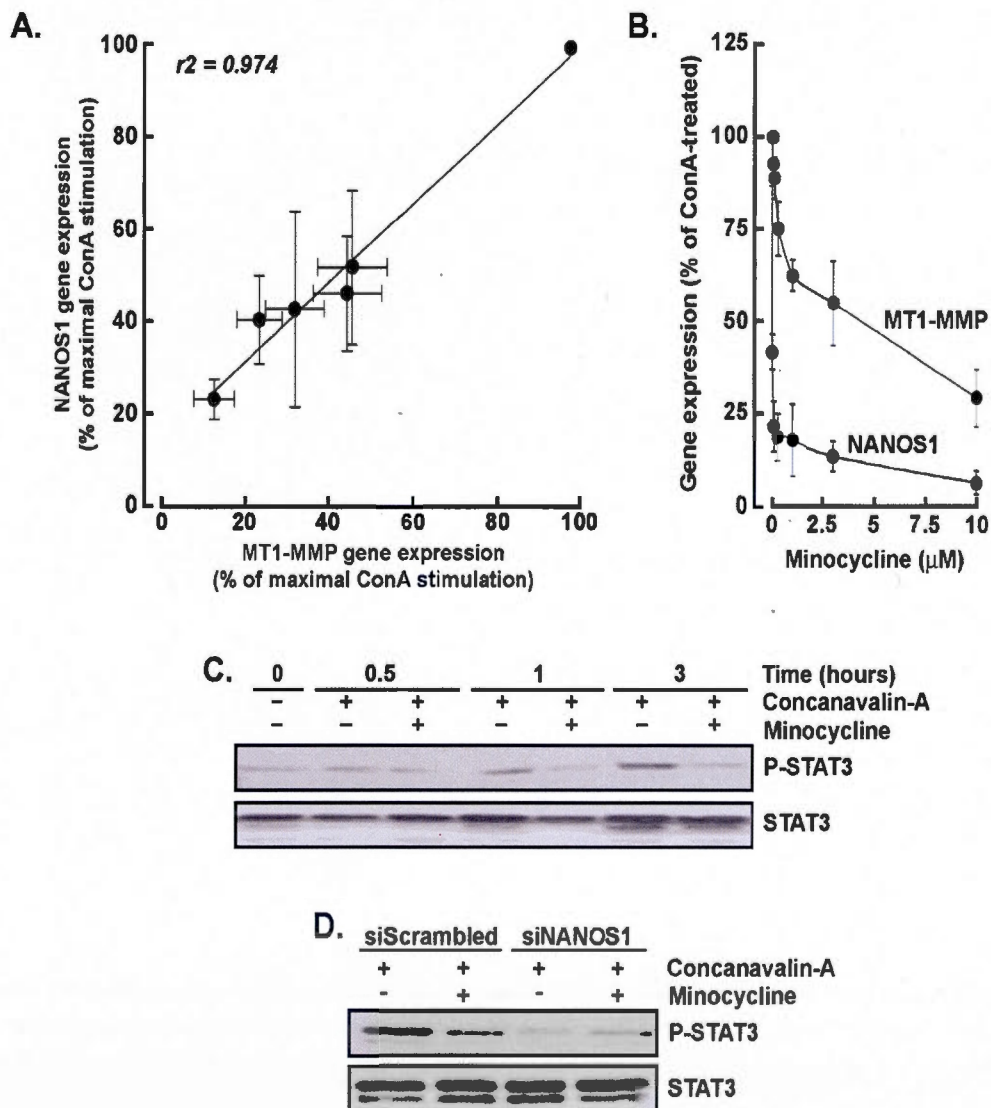 A.
r2 = 0.974
NANOS1 gene expression
(% of maximal ConA stimulation)
100
80
60
40
20
0
0 20 40 60 80 100
MT1-MMP gene expression
(% of maximal ConA stimulation)
B.
Gene expression (% of ConA-treated)
125
100
75
50
25
0
MT1-MMP
NANOS1
0 2.5 5 7.5 10
Minocycline (µM)
C.
0 0.5 1 3 Time (hours)
- + + + + + + Concanavalin-A
- - + - + - + Minocycline
P-STAT3
STAT3
D.
siScrambled siNANOS1
+ + + + Concanavalin-A
- + - + Minocycline
P-STAT3
STAT3